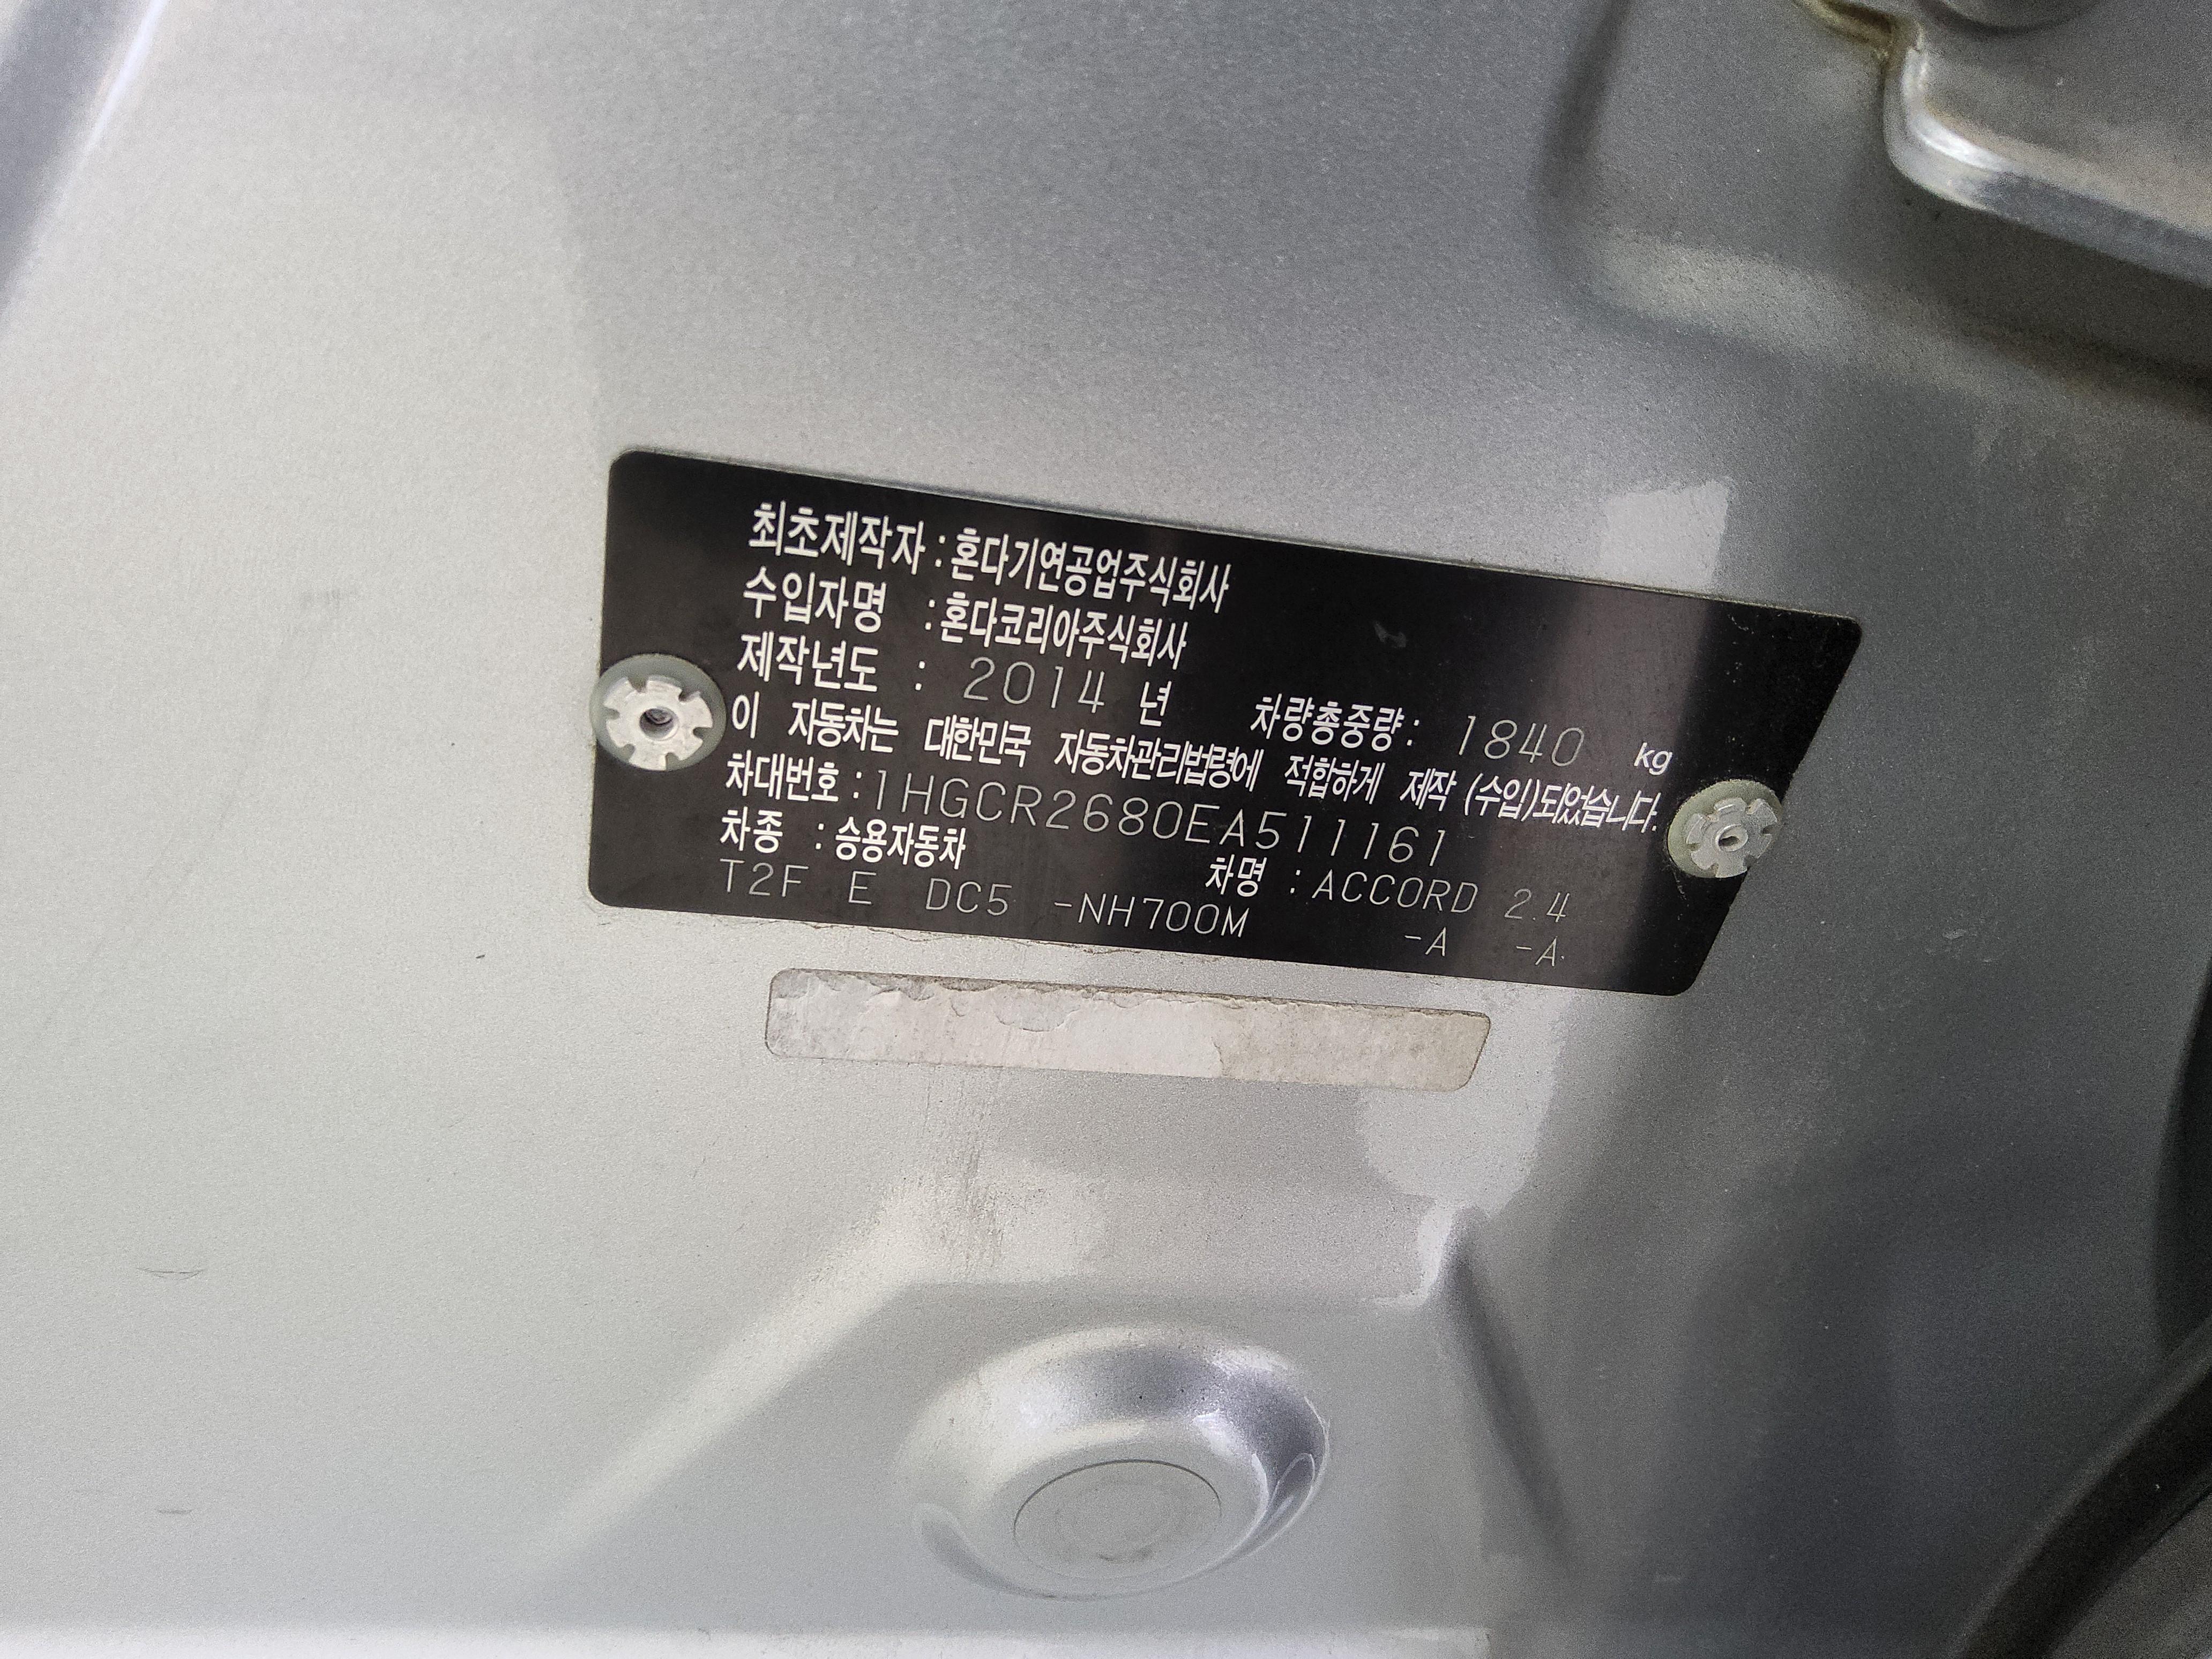 최초제작자 : 혼다기연공업주식회사
수입자명 : 혼다코리아주식회사
제작년도 : 2014 년 차량총중량 : 1840 kg
이 자동차는 대한민국 자동차관리법령에 적합하게 제작 (수입)되었습니다.
차대번호 : 1HGCR2680EA511161
차종 : 승용자동차 차명 : ACCORD 2.4
T2F E DC5 -NH700M -A -A